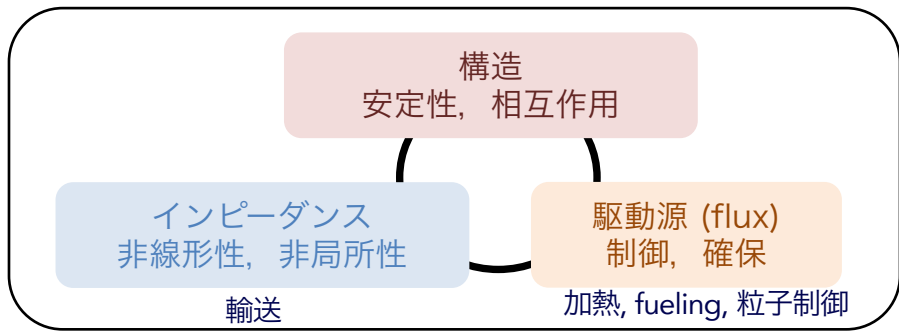 構造
安定性，相互作用
インピーダンス
非線形性，非局所性
駆動源 (flux)
制御，確保
輸送
加熱, fueling, 粒子制御